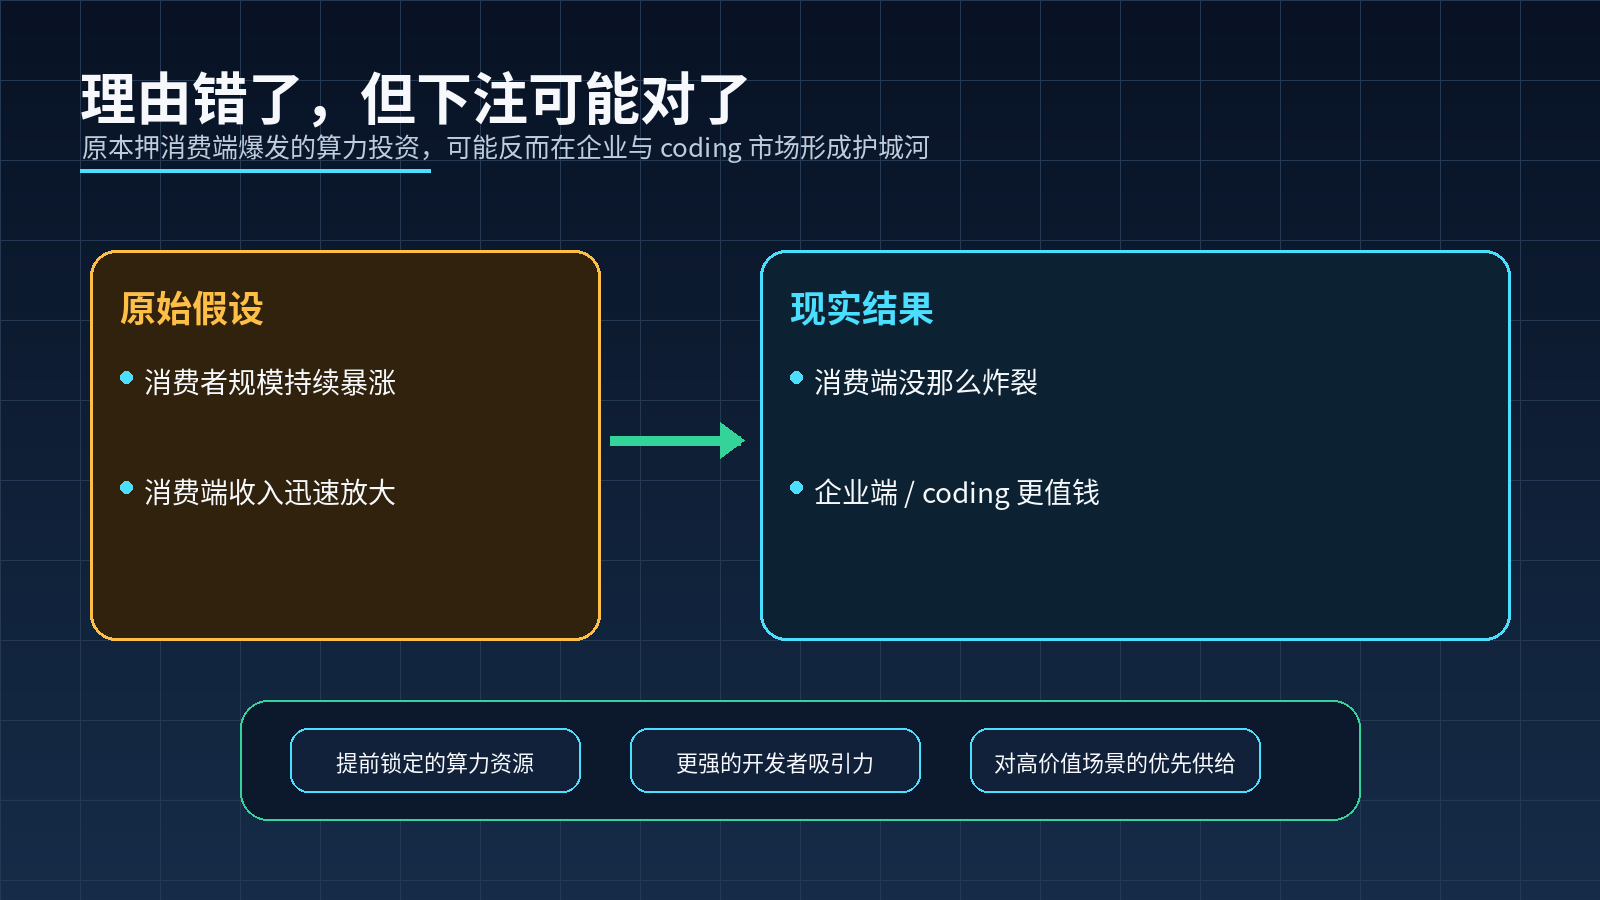 理由错了，但下注可能对了
原本押消费端爆发的算力投资，可能反而在企业与 coding 市场形成护城河
原始假设
消费者规模持续暴涨
消费端收入迅速放大
现实结果
消费端没那么炸裂
企业端 / coding 更值钱
提前锁定的算力资源
更强的开发者吸引力
对高价值场景的优先供给